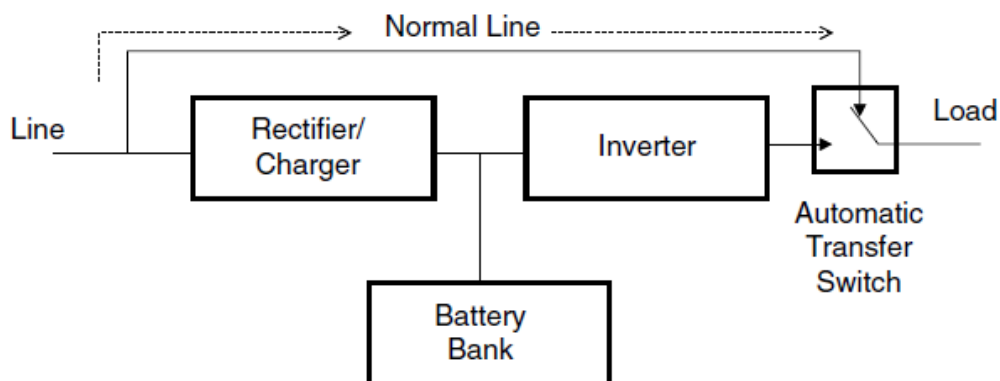 Normal Line
Line
Rectifier/
Charger
Inverter
Load
Automatic
Transfer
Switch
Battery
Bank